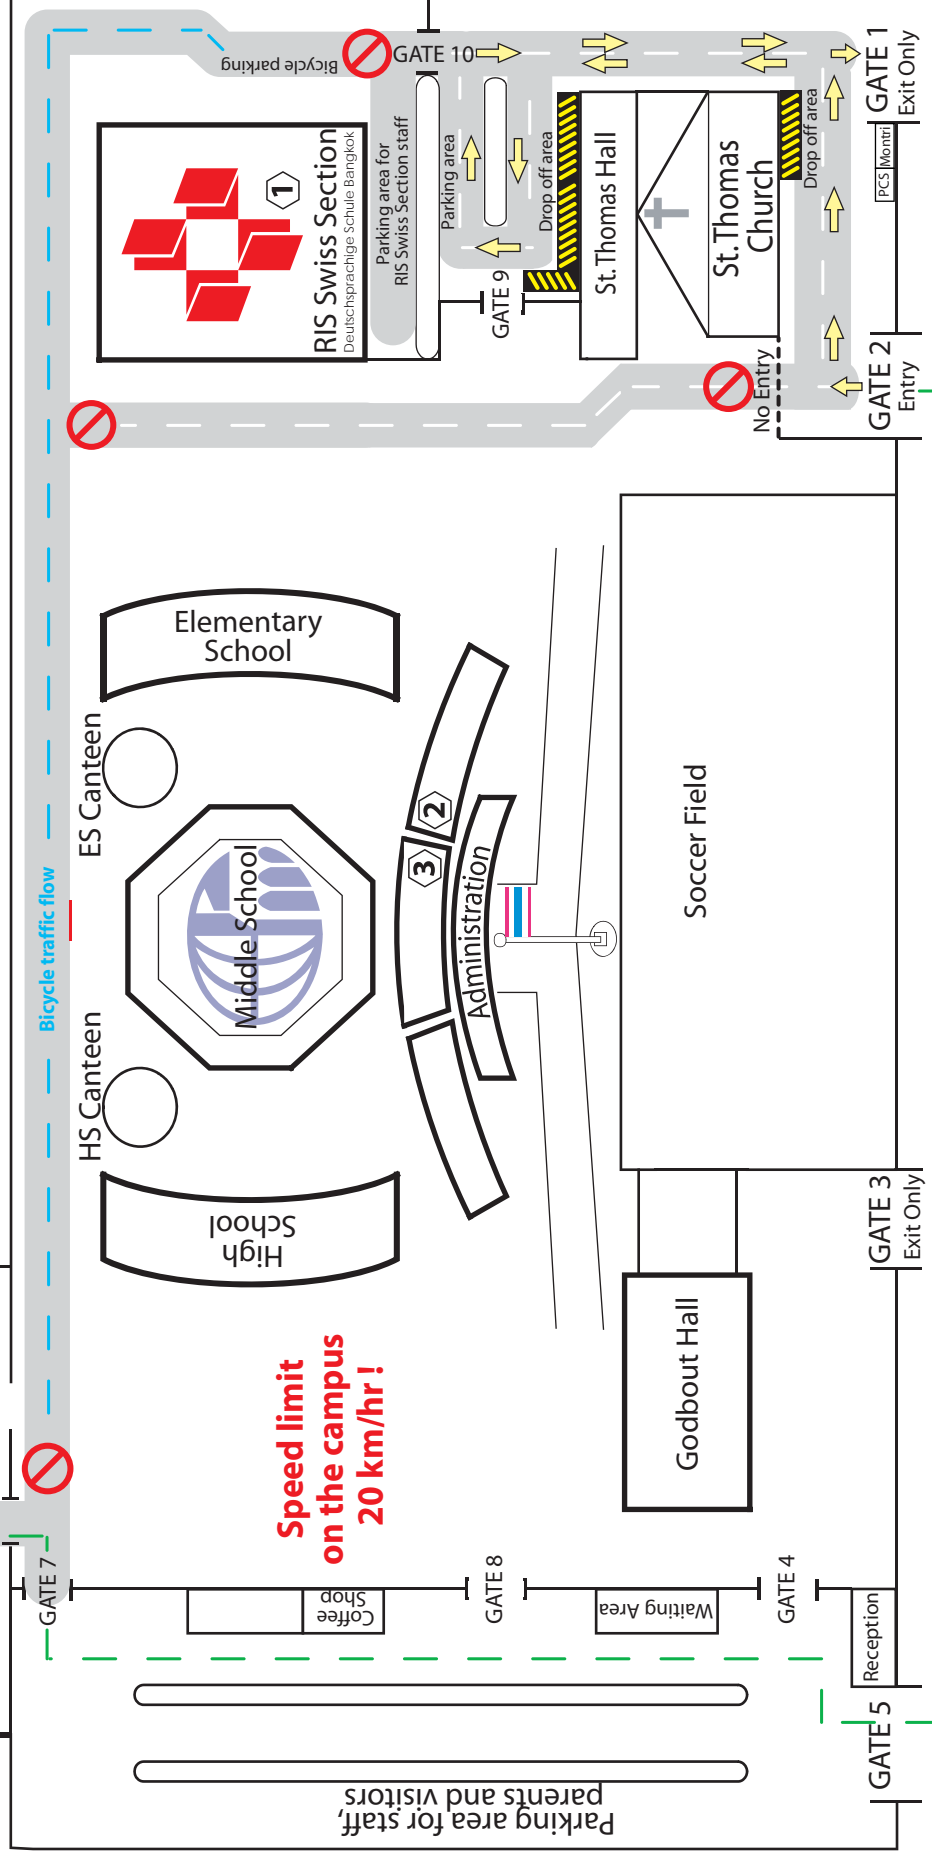 GATE 10
GATE 1
Exit Only
Bicycle parking
PCS
Montri
1
RIS Swiss Section
Deutschsprachige Schule Bangkok
Parking area for
RIS Swiss Section staff
Parking area
Drop off area
St. Thomas Hall
St. Thomas
Church
Drop off area
GATE 9
No Entry
GATE 2
Entry
Elementary
School
ES Canteen
Bicycle traffic flow
Middle School
2
3
Administration
Soccer Field
HS Canteen
High
School
GATE 3
Exit Only
Godbout Hall
Speed limit
on the campus
20 km/hr !
GATE 7
Coffee
Shop
GATE 8
Waiting Area
GATE 4
Reception
GATE 5
Parking area for staff,
parents and visitors